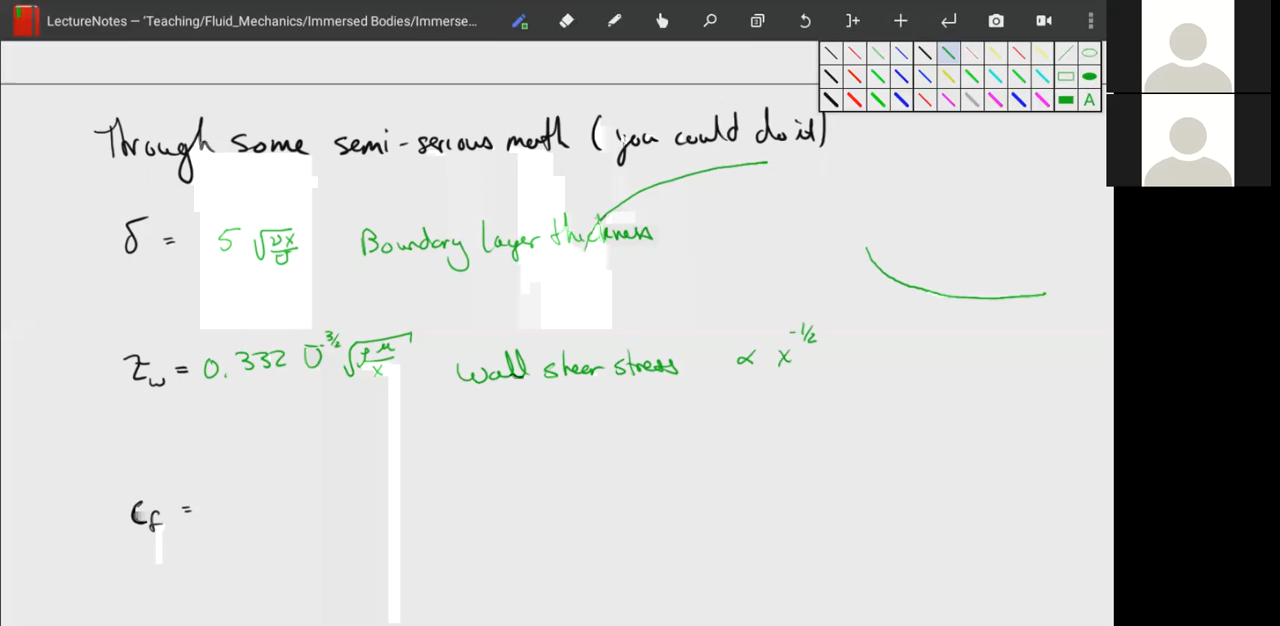 LectureNotes — ‘Teaching/Fluid_Mechanics/Immersed Bodies/Immerse...
A
Through some semi-serious math (you could do it)
δ = 5 √(νx/U) Boundary layer thickness
τw = 0.332 U^-3/2 √(ρμ/x) Wall sheer stress ∝ x^-1/2
Cf =